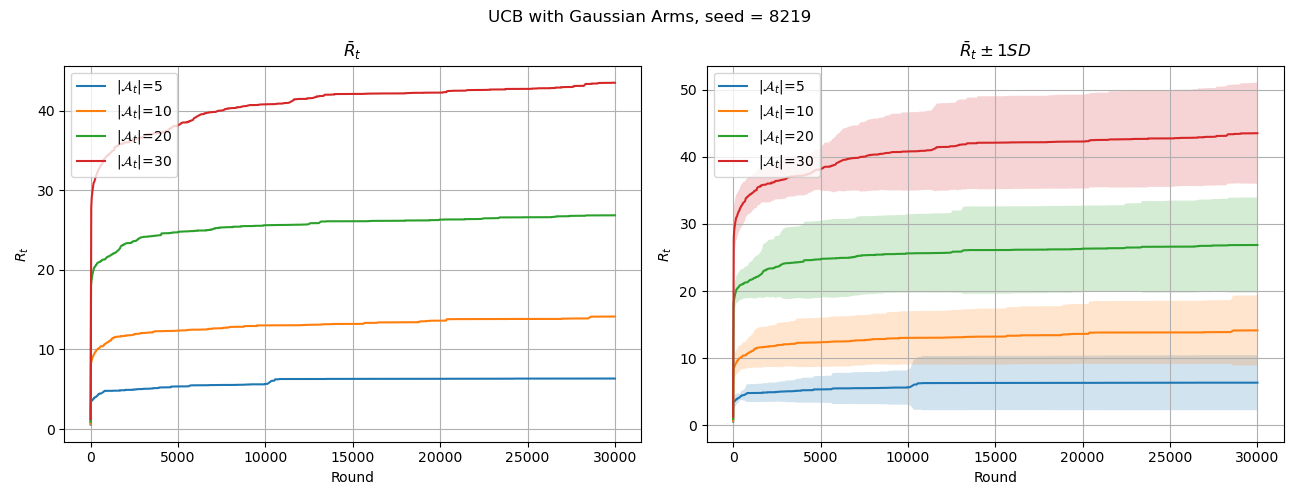 UCB with Gaussian Arms, seed = 8219
R̄ₜ
|𝒜ₜ|=5
|𝒜ₜ|=10
|𝒜ₜ|=20
|𝒜ₜ|=30
Rₜ
40
30
20
10
0
0 5000 10000 15000 20000 25000 30000
Round
R̄ₜ ± 1SD
|𝒜ₜ|=5
|𝒜ₜ|=10
|𝒜ₜ|=20
|𝒜ₜ|=30
Rₜ
50
40
30
20
10
0
0 5000 10000 15000 20000 25000 30000
Round